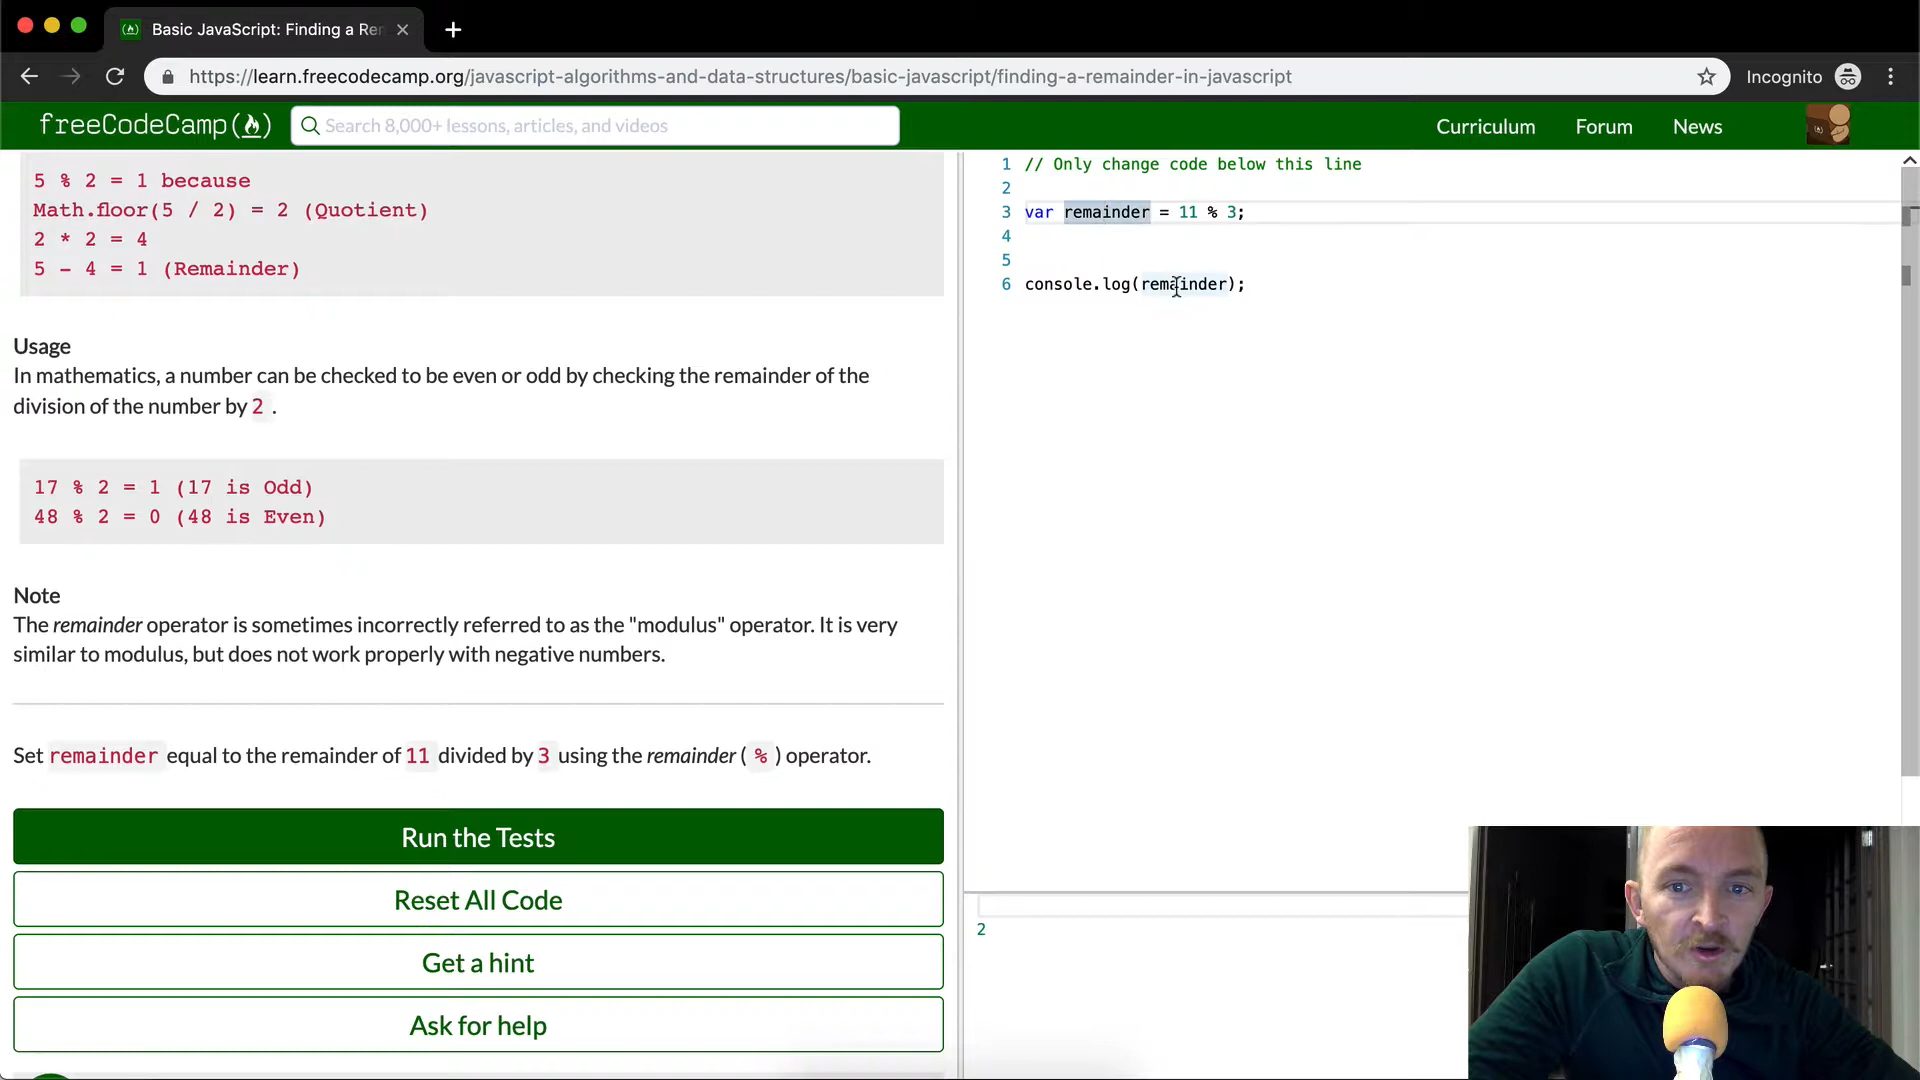 Basic JavaScript: Finding a Re
https://learn.freecodecamp.org/javascript-algorithms-and-data-structures/basic-javascript/finding-a-remainder-in-javascript
Incognito
freeCodeCamp
Search 8,000+ lessons, articles, and videos
Curriculum
Forum
News
5 % 2 = 1 because
Math.floor(5 / 2) = 2 (Quotient)
2 * 2 = 4
5 - 4 = 1 (Remainder)
Usage
In mathematics, a number can be checked to be even or odd by checking the remainder of the
division of the number by 2 .
17 % 2 = 1 (17 is Odd)
48 % 2 = 0 (48 is Even)
Note
The remainder operator is sometimes incorrectly referred to as the "modulus" operator. It is very
similar to modulus, but does not work properly with negative numbers.
Set remainder equal to the remainder of 11 divided by 3 using the remainder ( % ) operator.
Run the Tests
Reset All Code
Get a hint
Ask for help
1 // Only change code below this line
2
3 var remainder = 11 % 3;
4
5
6 console.log(remainder);
2